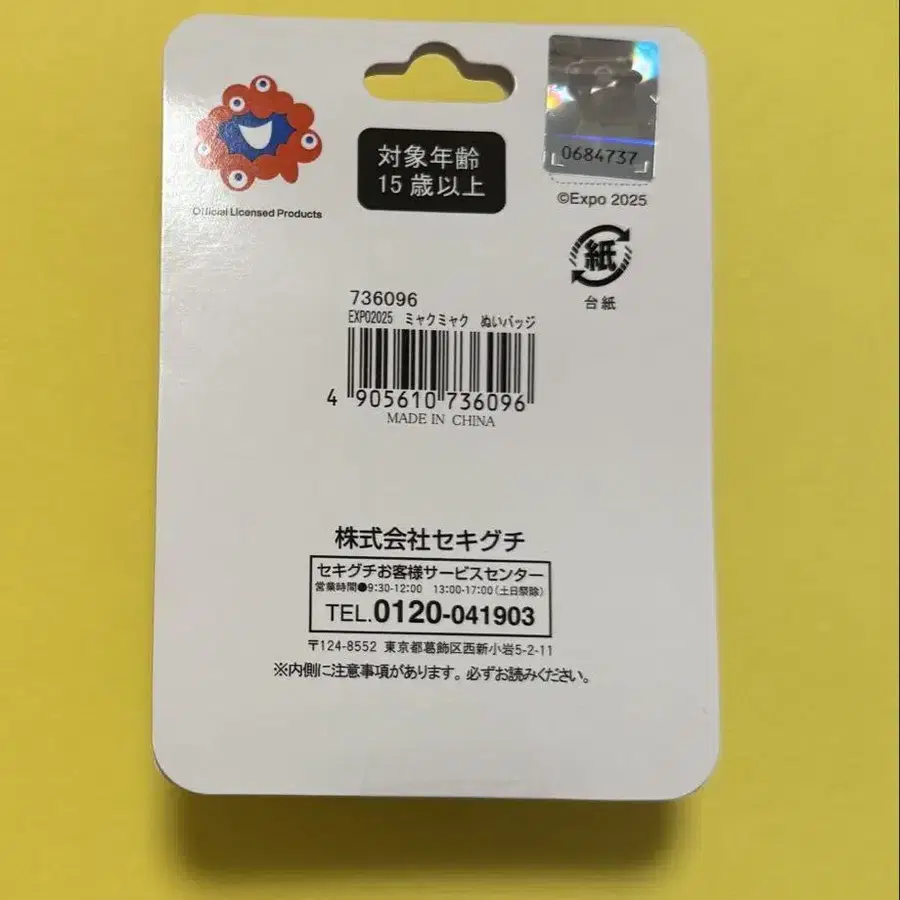 Official Licensed Products
対象年齢
15歳以上
0684737
©Expo 2025
紙
台紙
736096
EXPO2025 ミャクミャク ぬいバッジ
4 905610 736096
MADE IN CHINA
株式会社セキグチ
セキグチお客様サービスセンター
営業時間●9:30-12:00 13:00-17:00(土日祭除)
TEL.0120-041903
〒124-8552 東京都葛飾区西新小岩5-2-11
※内側に注意事項があります。必ずお読みください。